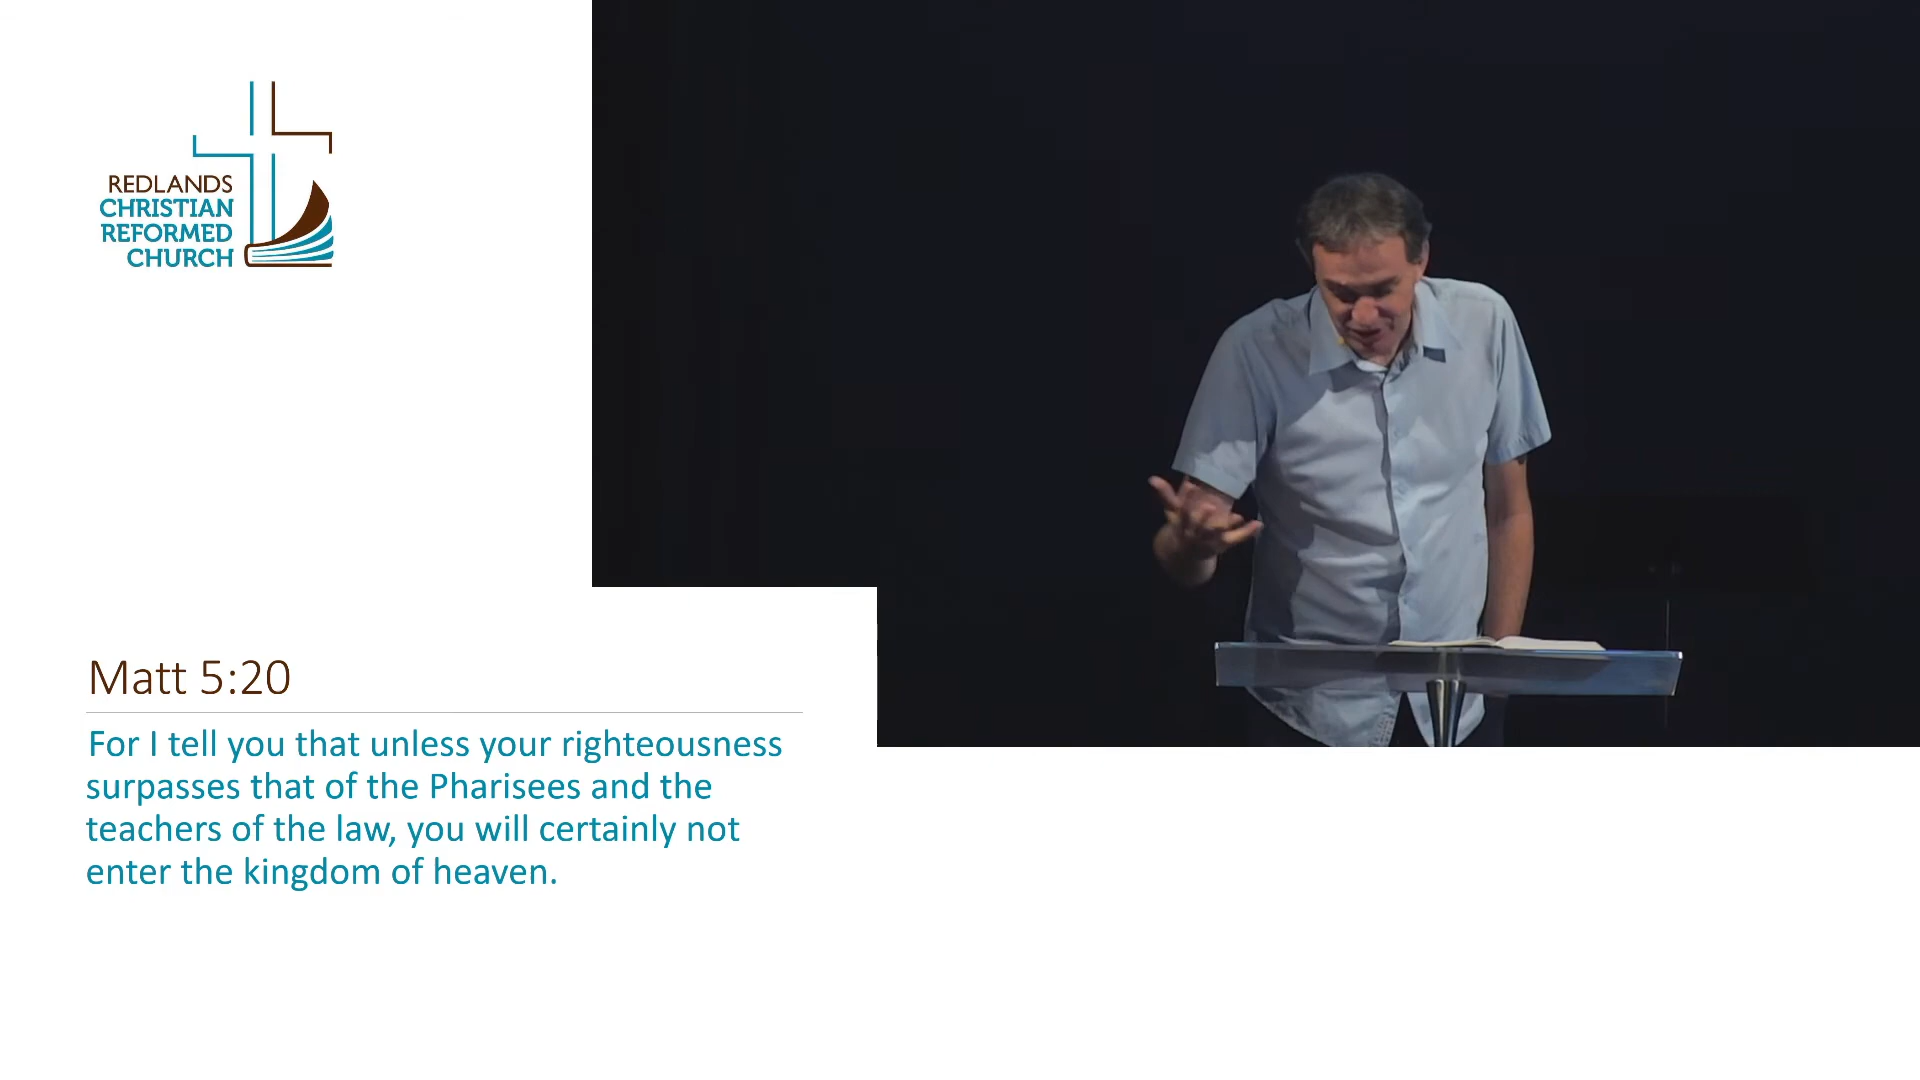 REDLANDS
CHRISTIAN
REFORMED
CHURCH
Matt 5:20
For I tell you that unless your righteousness
surpasses that of the Pharisees and the
teachers of the law, you will certainly not
enter the kingdom of heaven.